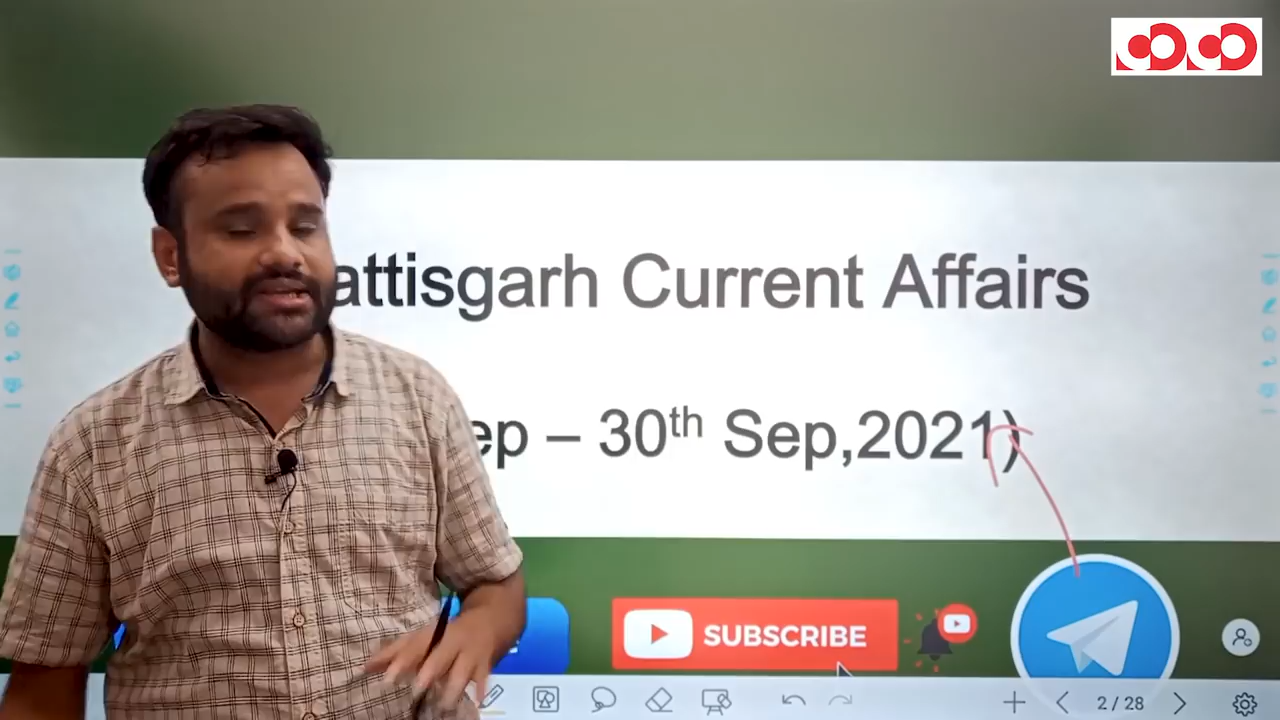 attisgarh Current Affairs
ep – 30th Sep,2021)
SUBSCRIBE
2 / 28